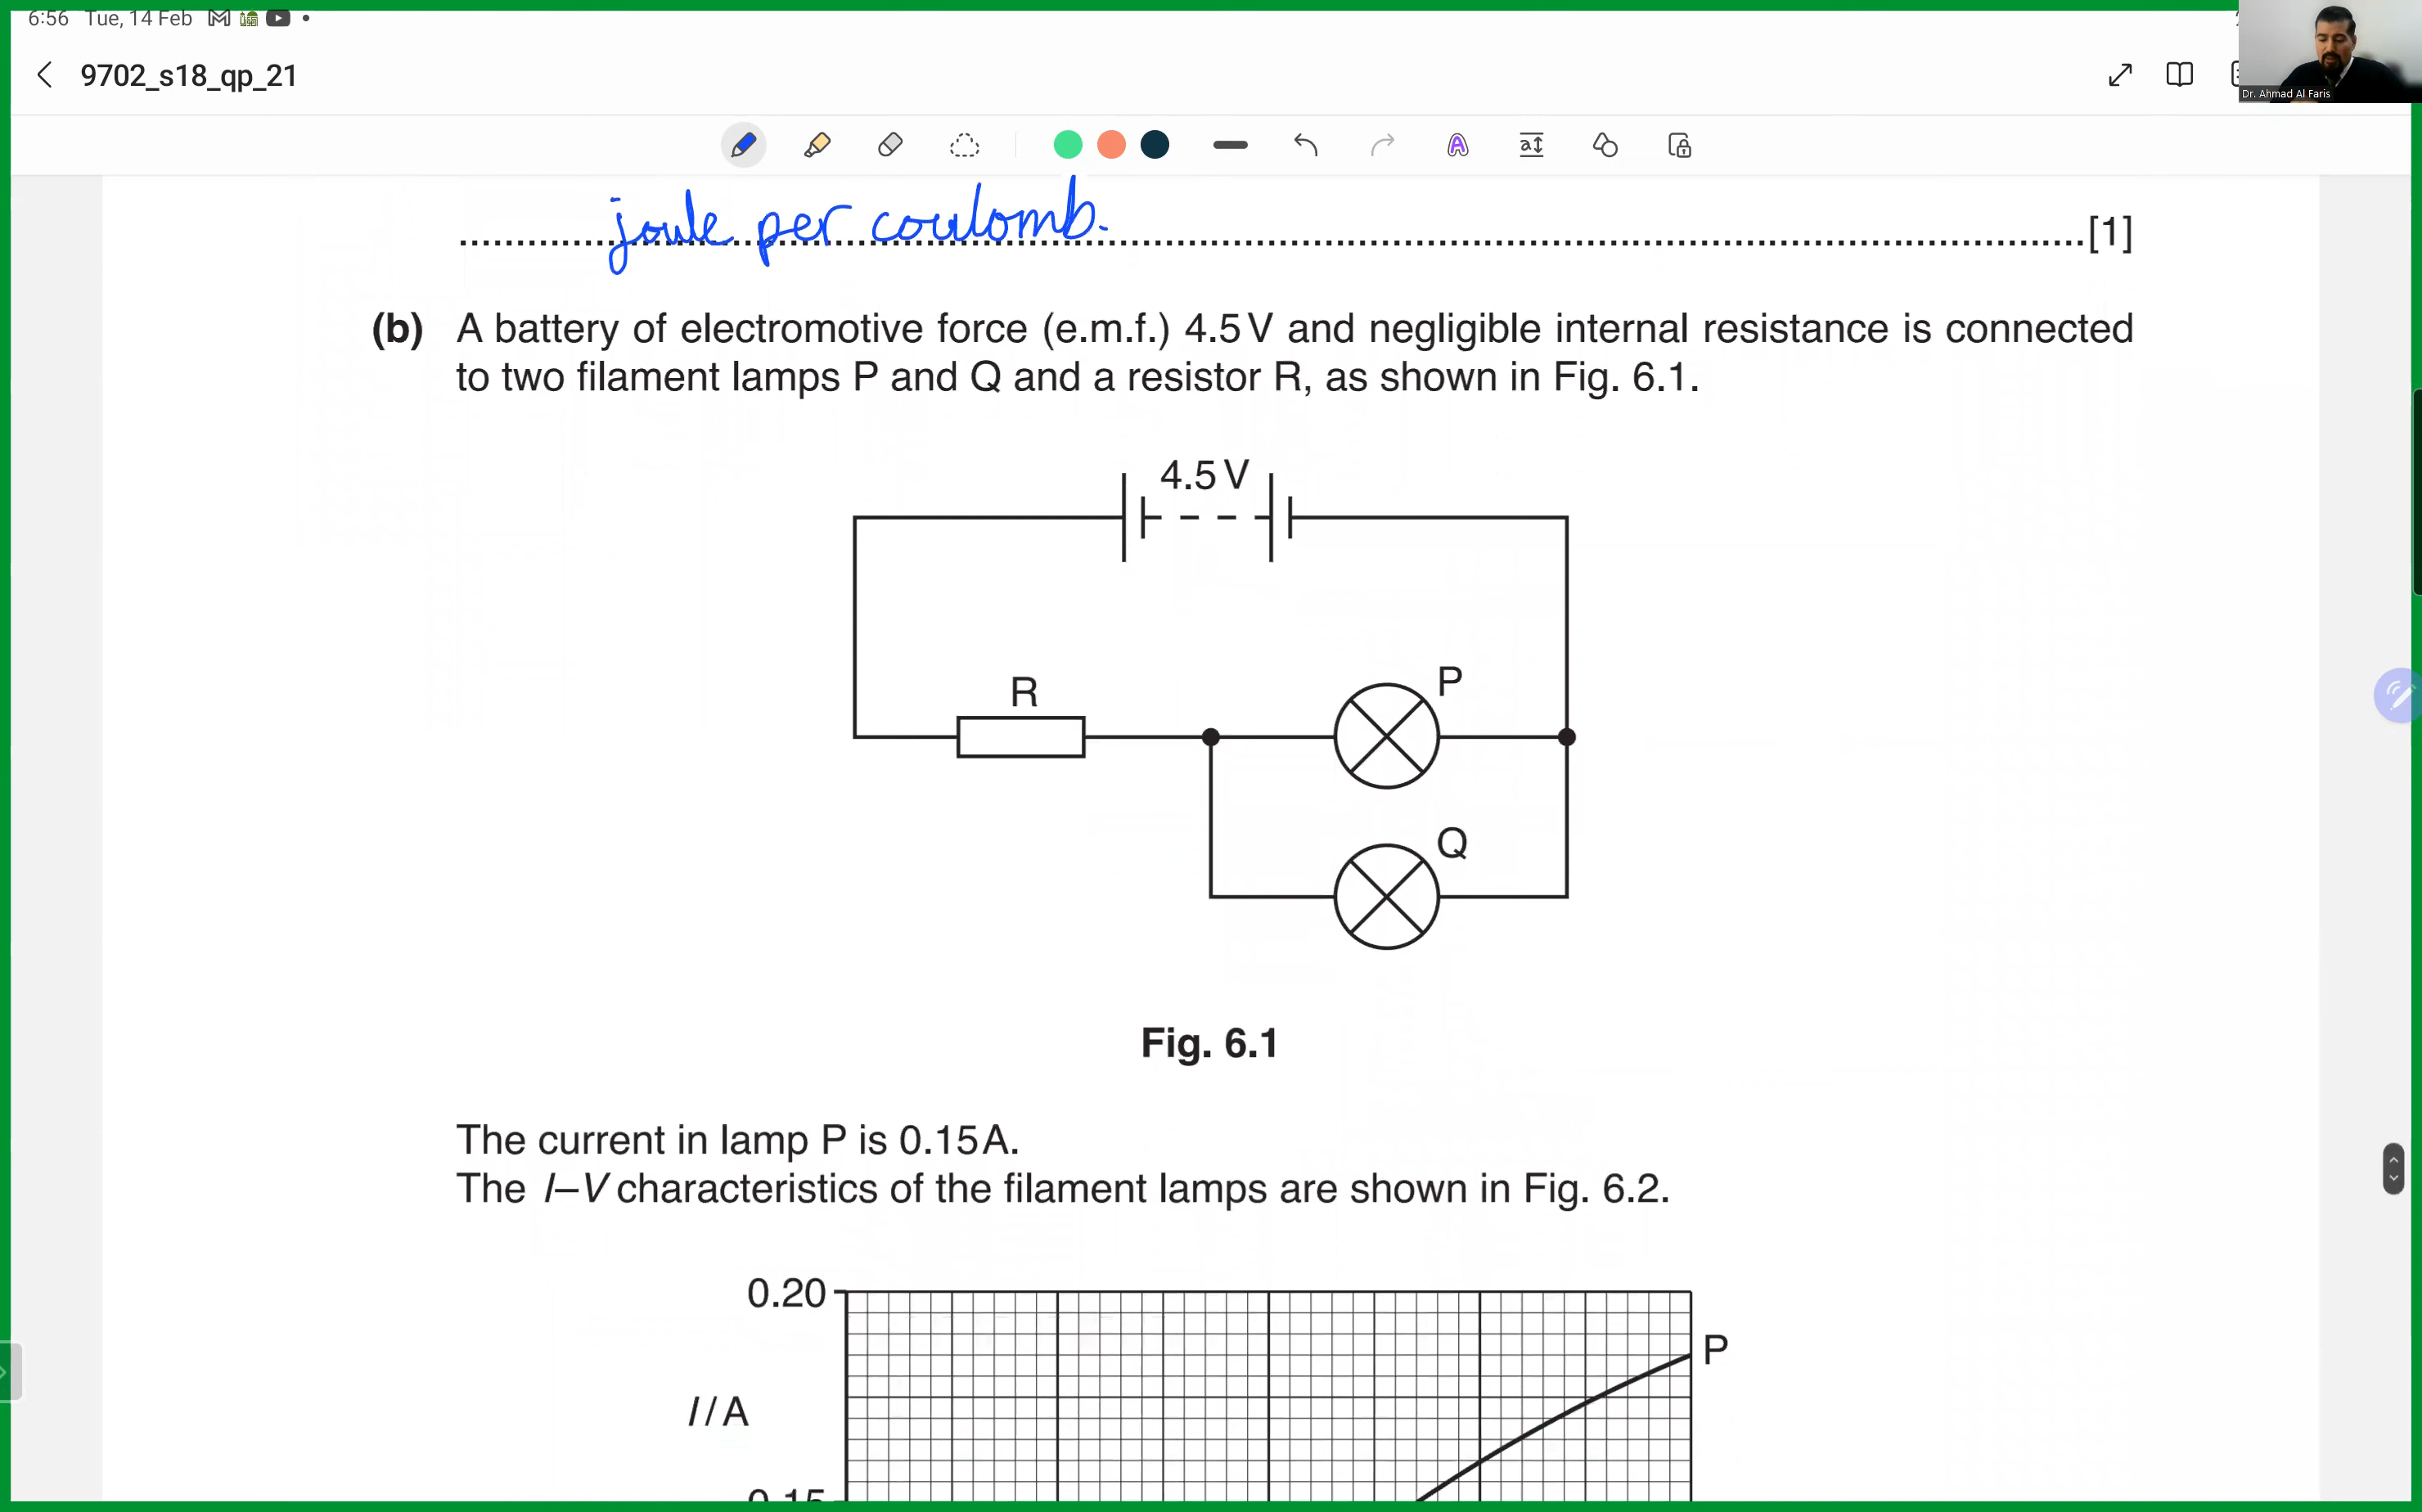 6:56 Tue, 14 Feb
9702_s18_qp_21
Dr. Ahmad Al Faris
joule per coulomb.
[1]
(b) A battery of electromotive force (e.m.f.) 4.5 V and negligible internal resistance is connected
to two filament lamps P and Q and a resistor R, as shown in Fig. 6.1.
4.5 V
R
P
Q
Fig. 6.1
The current in lamp P is 0.15 A.
The I–V characteristics of the filament lamps are shown in Fig. 6.2.
0.20
P
I / A
0.15